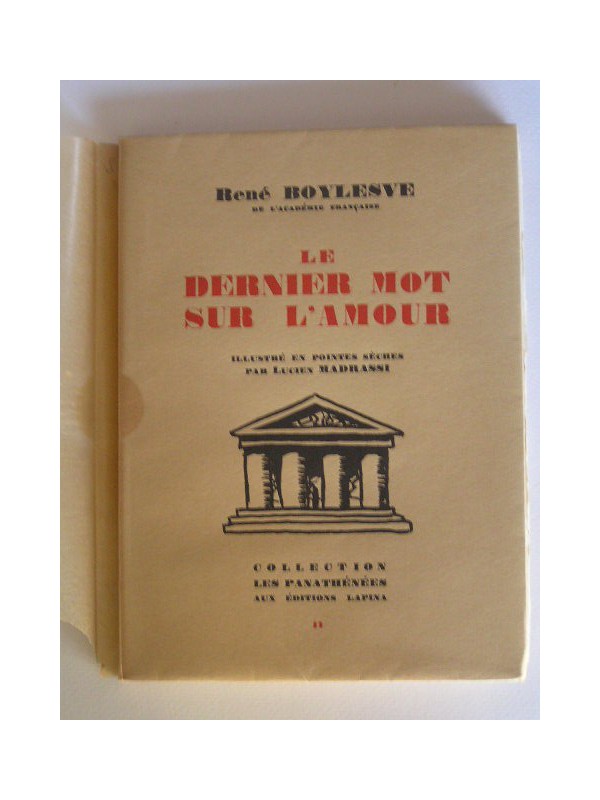 René BOYLESVE
DE L'ACADÉMIE FRANÇAISE
LE
DERNIER MOT
SUR L'AMOUR
ILLUSTRÉ EN POINTES SÈCHES
PAR LUCIEN MADRASSI
COLLECTION
LES PANATHÉNÉES
AUX ÉDITIONS LAPINA
II